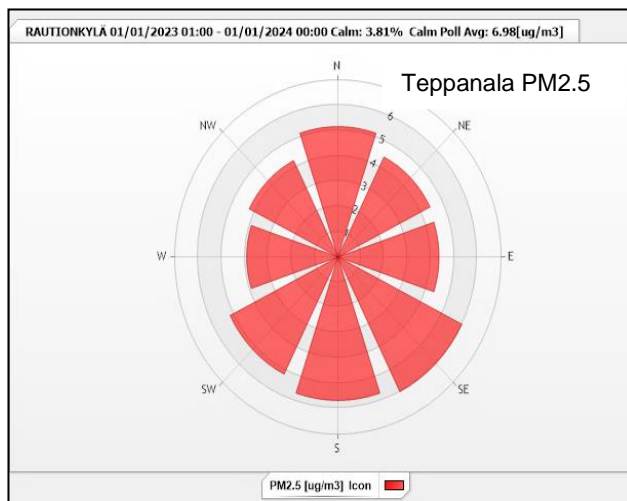 RAUTIONKYLÄ 01/01/2023 01:00 - 01/01/2024 00:00 Calm: 3.81% Calm Poll Avg: 6.98[ug/m3]
Teppanala PM2.5
N
NW
NE
6
5
4
3
2
1
W
E
SW
SE
S
PM2.5 [ug/m3] Icon